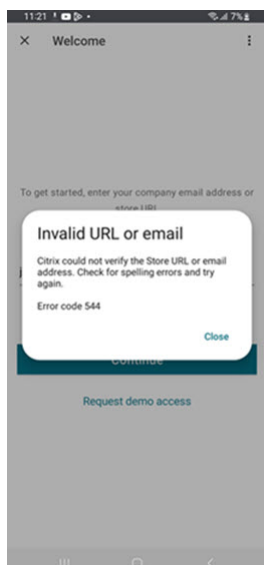 11:21
7%
Welcome
To get started, enter your company email address or
store URL
Invalid URL or email
Citrix could not verify the Store URL or email
address. Check for spelling errors and try
again.
Error code 544
Close
Continue
Request demo access